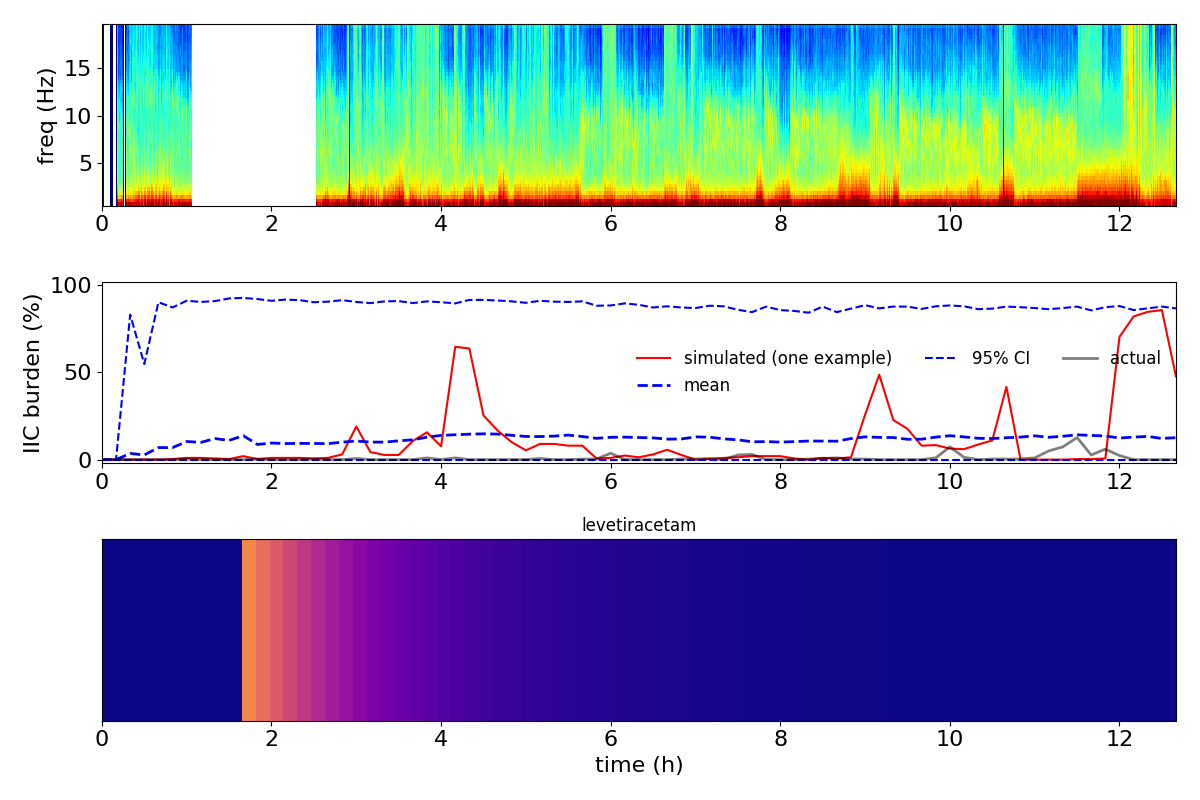 freq (Hz)
15
10
5
0 2 4 6 8 10 12
IIC burden (%)
100
50
0
simulated (one example) 95% CI actual
mean
0 2 4 6 8 10 12
levetiracetam
0 2 4 6 8 10 12
time (h)